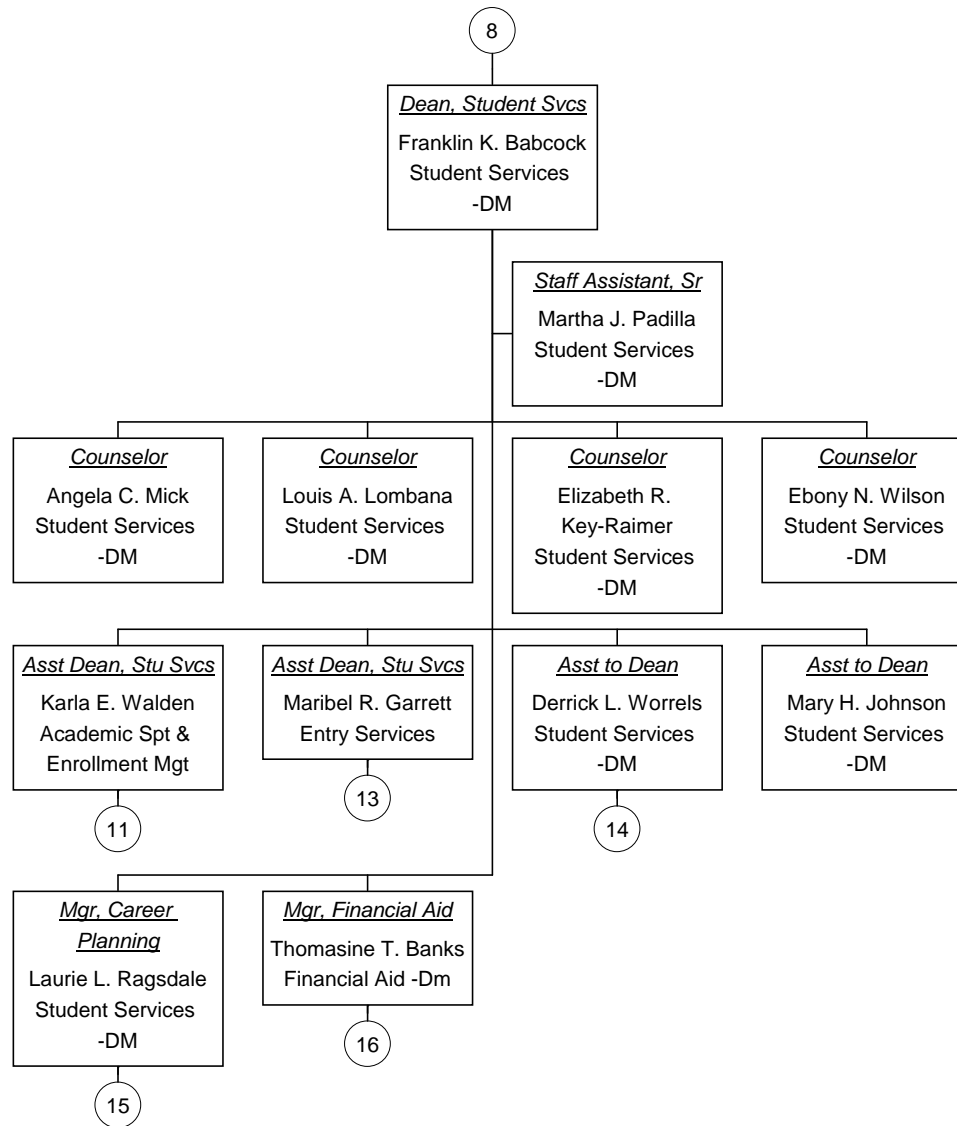 8
Dean, Student Svcs
Franklin K. Babcock
Student Services
-DM
Staff Assistant, Sr
Martha J. Padilla
Student Services
-DM
Counselor
Angela C. Mick
Student Services
-DM
Counselor
Louis A. Lombana
Student Services
-DM
Counselor
Elizabeth R.
Key-Raimer
Student Services
-DM
Counselor
Ebony N. Wilson
Student Services
-DM
Asst Dean, Stu Svcs
Karla E. Walden
Academic Spt &
Enrollment Mgt
11
Asst Dean, Stu Svcs
Maribel R. Garrett
Entry Services
13
Asst to Dean
Derrick L. Worrels
Student Services
-DM
14
Asst to Dean
Mary H. Johnson
Student Services
-DM
Mgr, Career
Planning
Laurie L. Ragsdale
Student Services
-DM
15
Mgr, Financial Aid
Thomasine T. Banks
Financial Aid -Dm
16